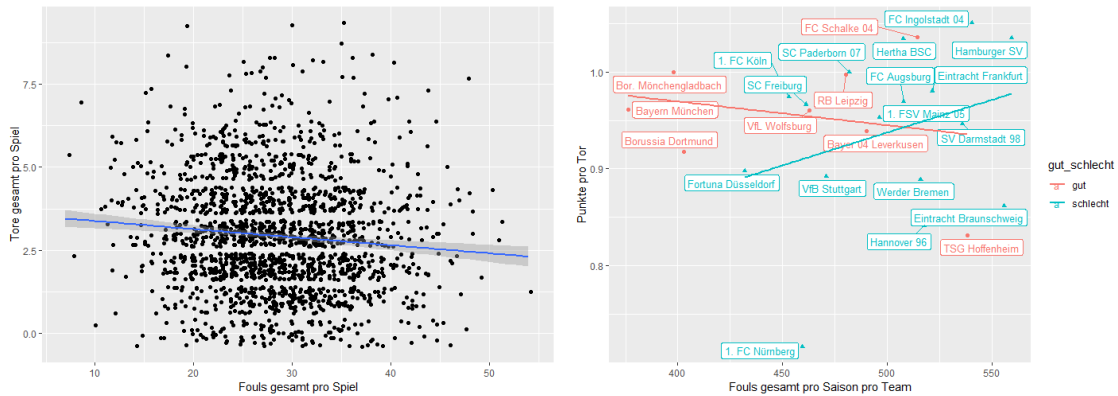 7.5
5.0
2.5
0.0
Tore gesamt pro Spiel
10
20
30
40
50
Fouls gesamt pro Spiel
1.0
0.9
0.8
Punkte pro Tor
FC Ingolstadt 04
FC Schalke 04
SC Paderborn 07
Hertha BSC
Hamburger SV
1. FC Köln
SC Freiburg
FC Augsburg
Eintracht Frankfurt
Bor. Mönchengladbach
RB Leipzig
Bayern München
1. FSV Mainz 05
VfL Wolfsburg
Borussia Dortmund
Bayer 04 Leverkusen
SV Darmstadt 98
Fortuna Düsseldorf
VfB Stuttgart
Werder Bremen
Eintracht Braunschweig
Hannover 96
TSG Hoffenheim
1. FC Nürnberg
400
450
500
550
Fouls gesamt pro Saison pro Team
gut_schlecht
a gut
a schlecht